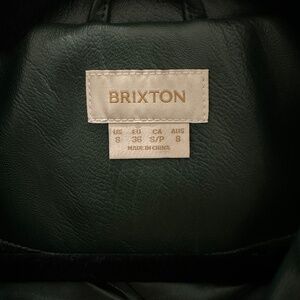 BRIXTON
US EU CA AUS
S 36 S/P 8
MADE IN CHINA